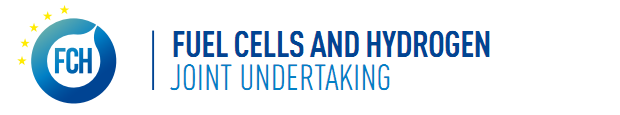 FCH
FUEL CELLS AND HYDROGEN
JOINT UNDERTAKING